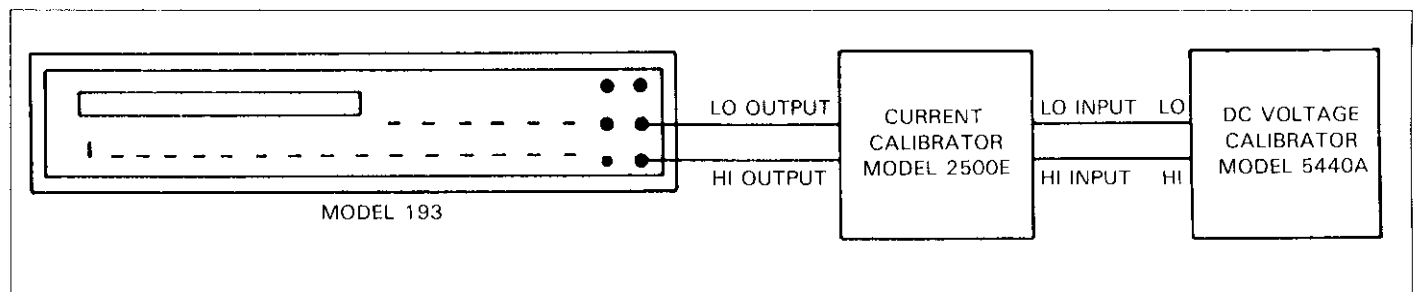 LO OUTPUT
HI OUTPUT
MODEL 193
CURRENT
CALIBRATOR
MODEL 2500E
LO INPUT LO
HI INPUT HI
DC VOLTAGE
CALIBRATOR
MODEL 5440A